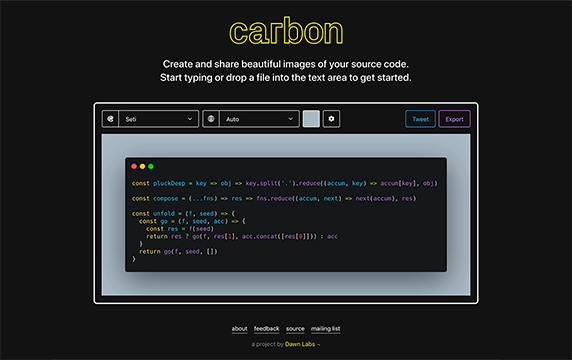 carbon
Create and share beautiful images of your source code.
Start typing or drop a file into the text area to get started.
Seti Auto Tweet Export
const pluckDeep = key => obj => key.split('.').reduce((accum, key) => accum[key], obj)
const compose = (...fns) => res => fns.reduce((accum, next) => next(accum), res)
const unfold = (f, seed) => {
  const go = (f, seed, acc) => {
    const res = f(seed)
    return res ? go(f, res[1], acc.concat([res[0]])) : acc
  }
  return go(f, seed, [])
}
about feedback source mailing list
a project by Dawn Labs ¬